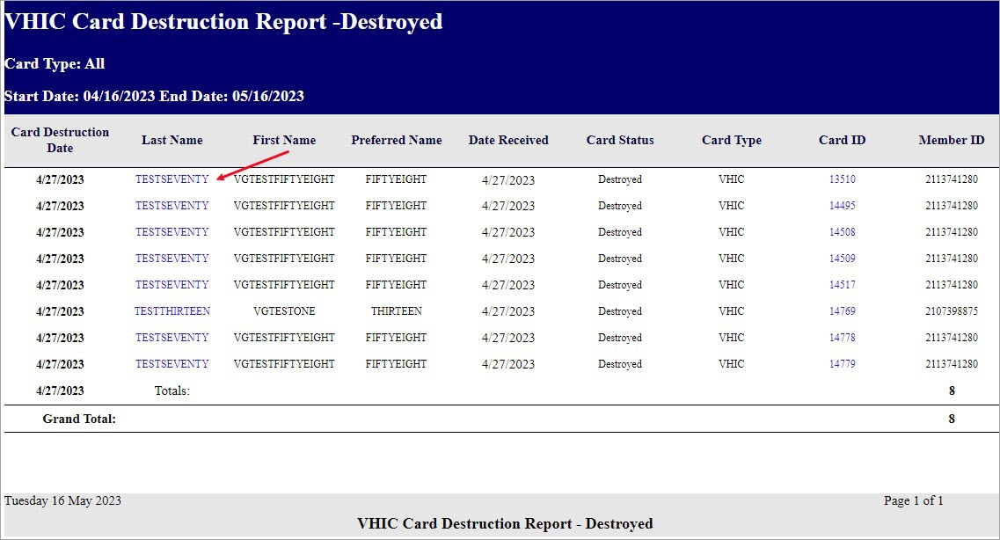 VHIC Card Destruction Report -Destroyed
Card Type: All
Start Date: 04/16/2023 End Date: 05/16/2023
Card Destruction Date Last Name First Name Preferred Name Date Received Card Status Card Type Card ID Member ID
4/27/2023 TESTSEVENTY VGTESTFIFTYEIGHT FIFTYEIGHT 4/27/2023 Destroyed VHIC 13510 2113741280
4/27/2023 TESTSEVENTY VGTESTFIFTYEIGHT FIFTYEIGHT 4/27/2023 Destroyed VHIC 14495 2113741280
4/27/2023 TESTSEVENTY VGTESTFIFTYEIGHT FIFTYEIGHT 4/27/2023 Destroyed VHIC 14508 2113741280
4/27/2023 TESTSEVENTY VGTESTFIFTYEIGHT FIFTYEIGHT 4/27/2023 Destroyed VHIC 14509 2113741280
4/27/2023 TESTSEVENTY VGTESTFIFTYEIGHT FIFTYEIGHT 4/27/2023 Destroyed VHIC 14517 2113741280
4/27/2023 TESTTHIRTEEN VGTESTONE THIRTEEN 4/27/2023 Destroyed VHIC 14769 2107398875
4/27/2023 TESTSEVENTY VGTESTFIFTYEIGHT FIFTYEIGHT 4/27/2023 Destroyed VHIC 14778 2113741280
4/27/2023 TESTSEVENTY VGTESTFIFTYEIGHT FIFTYEIGHT 4/27/2023 Destroyed VHIC 14779 2113741280
4/27/2023 Totals: 8
Grand Total: 8
Tuesday 16 May 2023 Page 1 of 1
VHIC Card Destruction Report - Destroyed